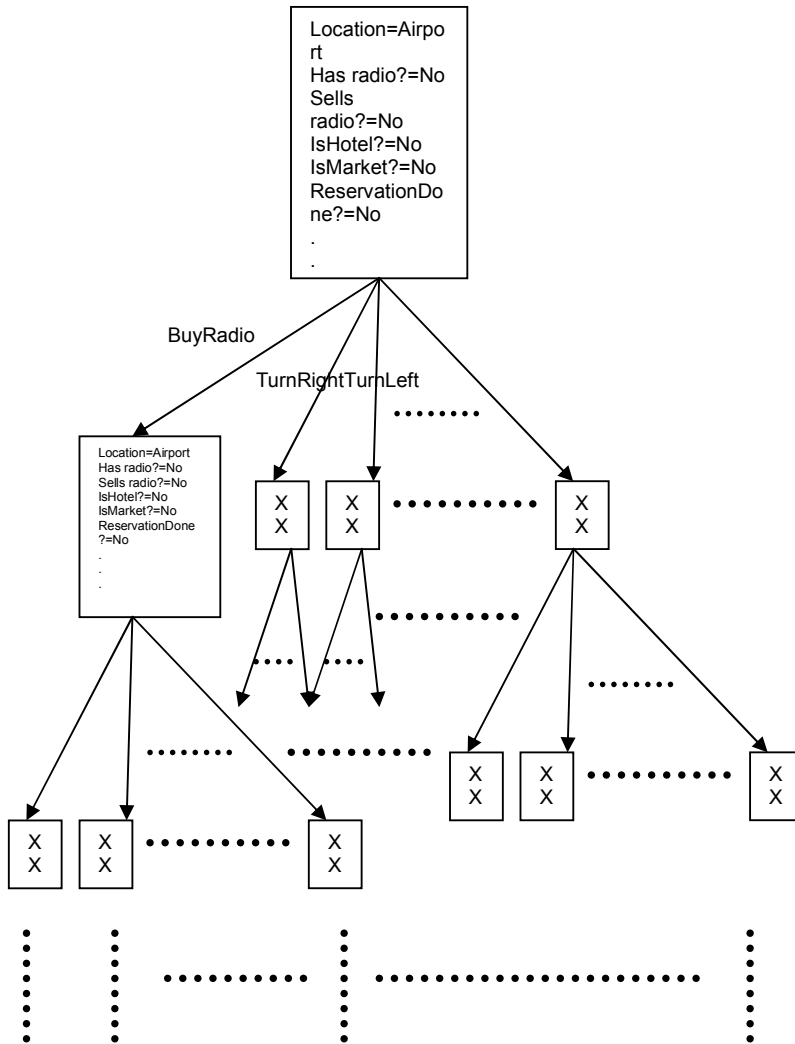 Location=Airpo
rt
Has radio?=No
Sells
radio?=No
IsHotel?=No
IsMarket?=No
ReservationDo
ne?=No
.
.
BuyRadio
TurnRightTurnLeft
Location=Airport
Has radio?=No
Sells radio?=No
IsHotel?=No
IsMarket?=No
ReservationDone
?=No
.
.
.
X X X
X X X
X X X
X X X
X X X
X X X